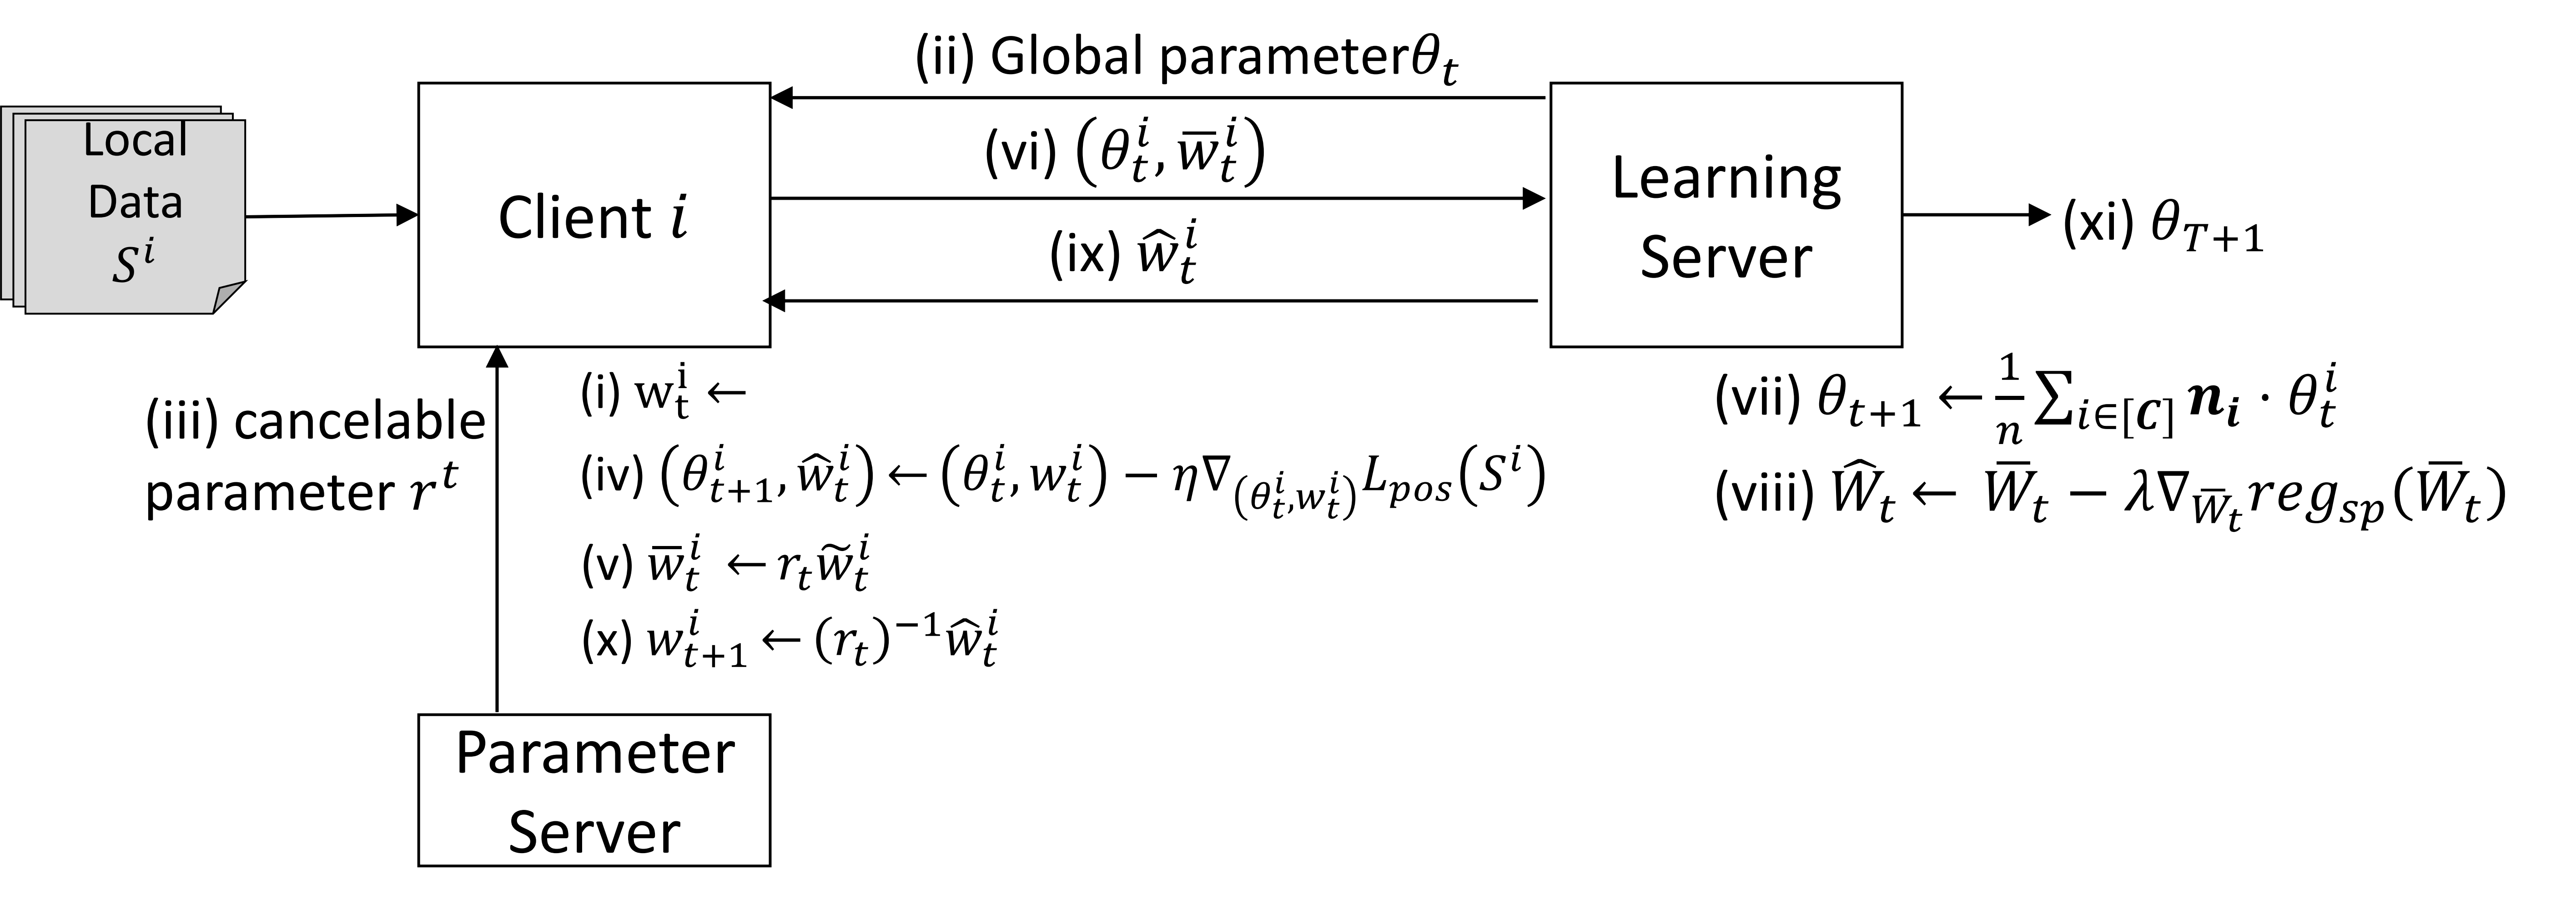 (ii) Global parameterθ_t
Local
Data
S^i
Client i
(vi) (θ_t^i, w̅_t^i)
(ix) ŵ_t^i
Learning
Server
(xi) θ_{T+1}
(iii) cancelable
parameter r^t
(i) w_t^i ←
(iv) (θ_{t+1}^i, ŵ_t^i) ← (θ_t^i, w_t^i) − η∇_{(θ_t^i, w_t^i)} L_{pos}(S^i)
(v) w̅_t^i ← r_t w̃_t^i
(x) w_{t+1}^i ← (r_t)^{−1} ŵ_t^i
(vii) θ_{t+1} ← 1/n ∑_{i∈[C]} n_i · θ_t^i
(viii) Ŵ_t ← W̅_t − λ∇_{W̅_t} reg_{sp}(W̅_t)
Parameter
Server